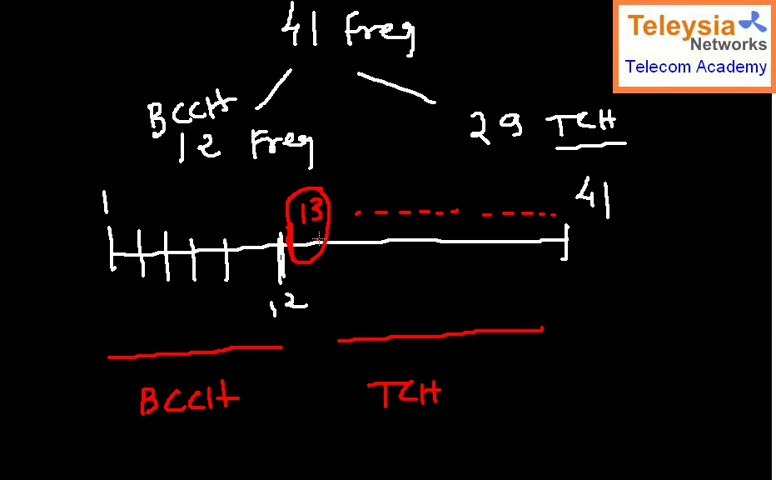 41 Freq
Teleysia
Networks
Telecom Academy
BCCH
12 Freq
29 TCH
1
13
41
12
BCCH
TCH